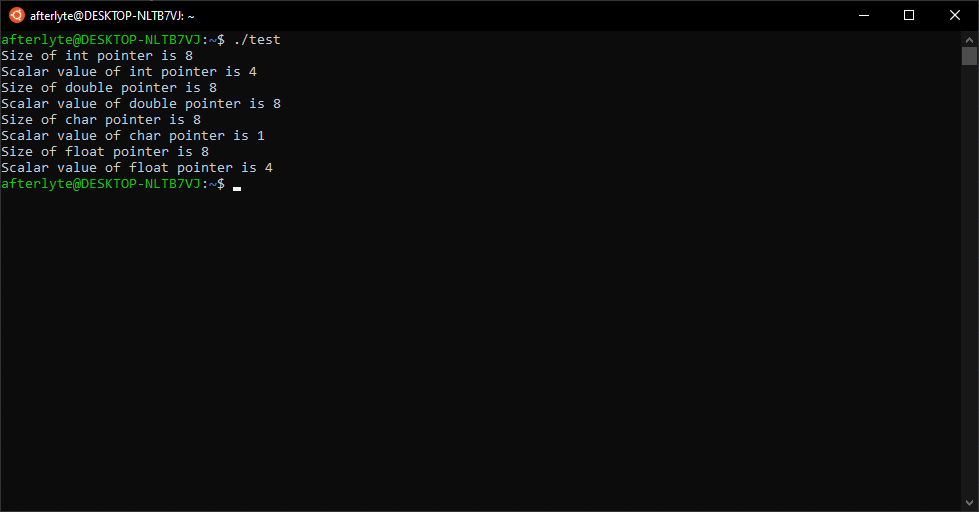 afterlyte@DESKTOP-NLTB7VJ: ~
afterlyte@DESKTOP-NLTB7VJ:~$ ./test
Size of int pointer is 8
Scalar value of int pointer is 4
Size of double pointer is 8
Scalar value of double pointer is 8
Size of char pointer is 8
Scalar value of char pointer is 1
Size of float pointer is 8
Scalar value of float pointer is 4
afterlyte@DESKTOP-NLTB7VJ:~$